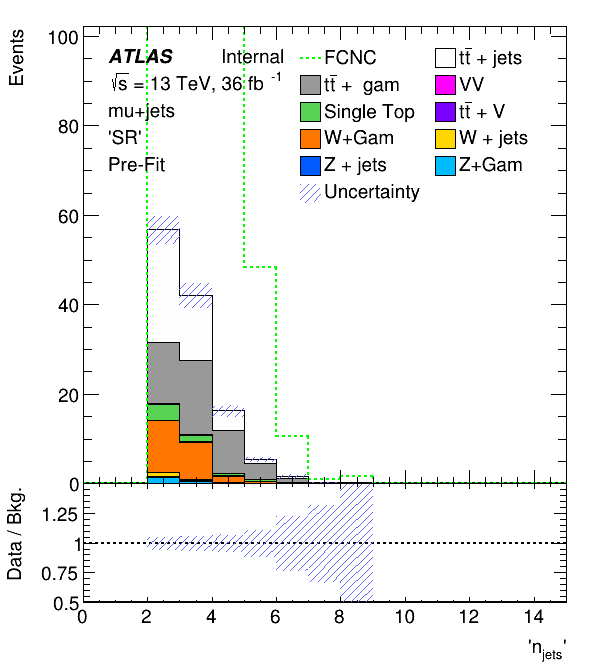 Events
100
80
60
40
20
0
ATLAS Internal
√s = 13 TeV, 36 fb⁻¹
mu+jets
'SR'
Pre-Fit
FCNC
tt̄ + gam
Single Top
W+Gam
Z + jets
Uncertainty
tt̄ + jets
VV
tt̄ + V
W + jets
Z+Gam
Data / Bkg.
1.25
1
0.75
0.5
0 2 4 6 8 10 12 14
'n_jets'